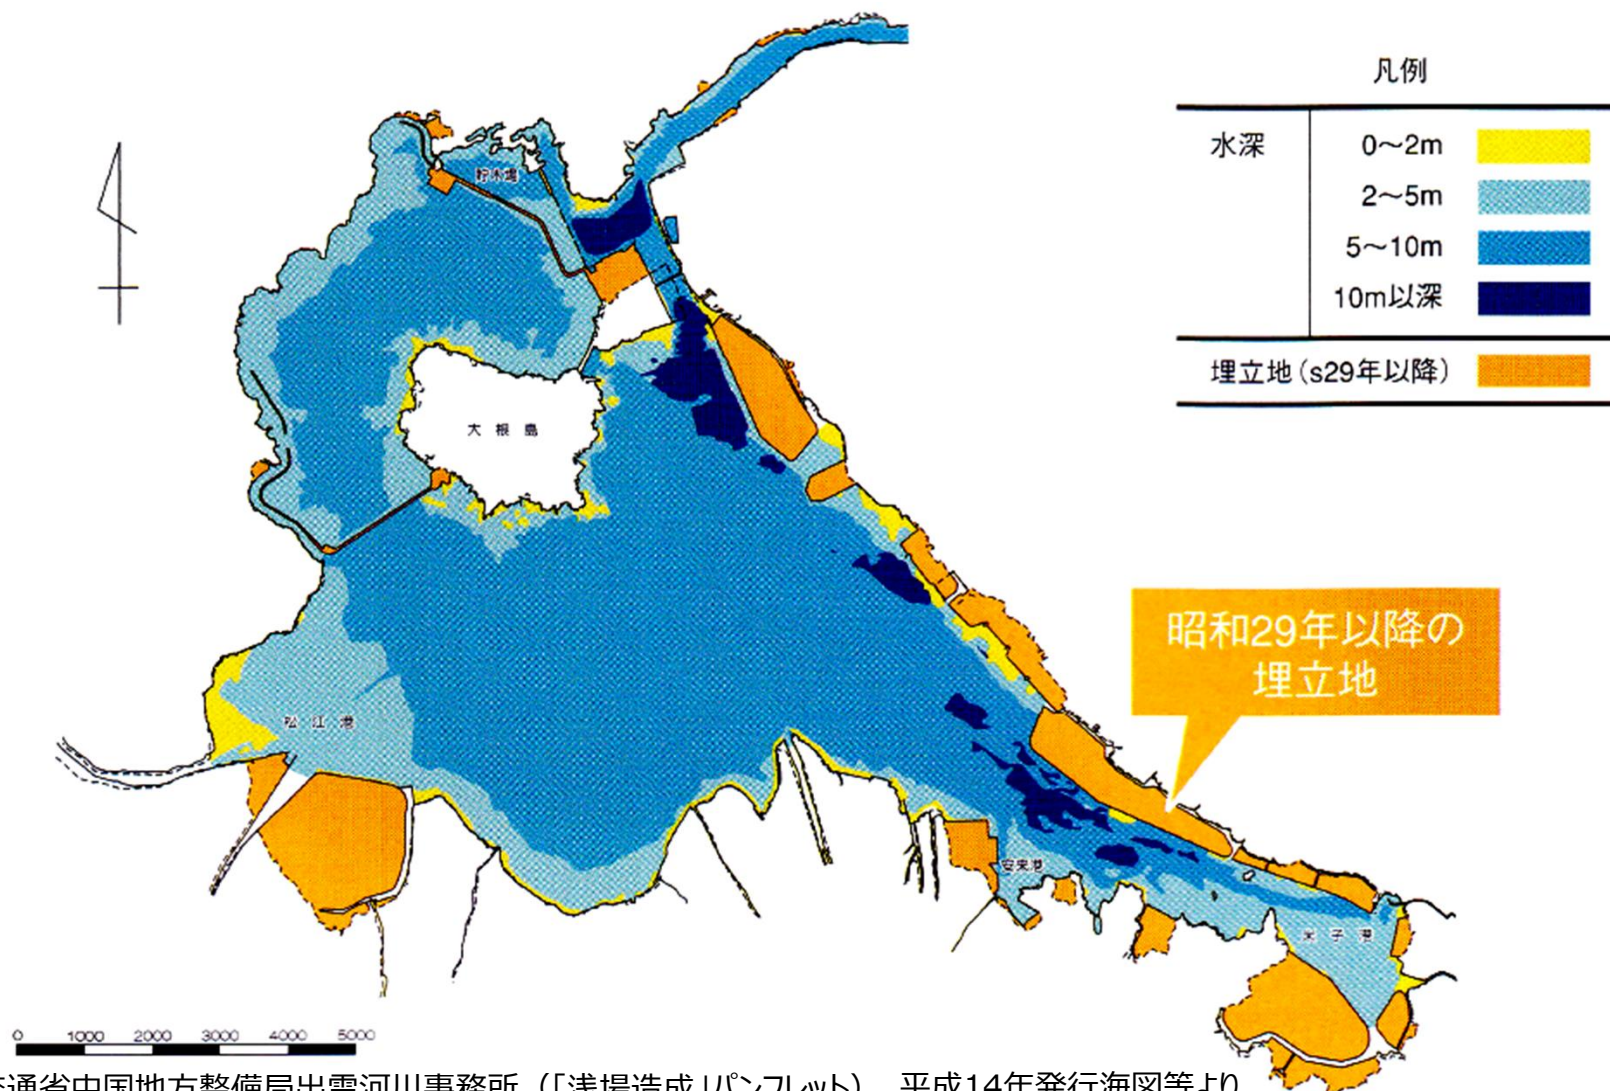 凡例
水深
0～2m
2～5m
5～10m
10m以深
埋立地（s29年以降）
貯木場
大根島
昭和29年以降の
埋立地
松江港
安来港
米子港
0 1000 2000 3000 4000 5000
交通省中国地方整備局出雲河川事務所（「浅場造成」パンフレット）、平成14年発行海図等より